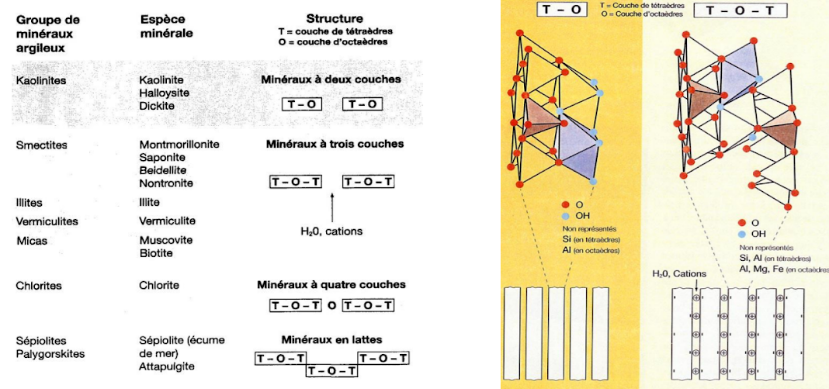 Groupe de minéraux argileux
Espèce minérale
Structure
T = couche de tétraèdres
O = couche d'octaèdres
Kaolinites
Kaolinite
Halloysite
Dickite
Minéraux à deux couches
T – O T – O
Smectites
Montmorillonite
Saponite
Beidellite
Nontronite
Minéraux à trois couches
T – O – T T – O – T
H₂0, cations
Illites
Illite
Vermiculites
Vermiculite
Micas
Muscovite
Biotite
Chlorites
Chlorite
Minéraux à quatre couches
T – O – T O T – O – T
Sépiolites
Palygorskites
Sépiolite (écume
de mer)
Attapulgite
Minéraux en lattes
T – O – T T – O – T
T – O – T
T – O
T = Couche de tétraèdres
O = Couche d'octaèdres
T – O – T
O
OH
Non représentés
Si (en tétraèdres)
Al (en octaèdres)
O
OH
Non représentés
Si, Al (en tétraèdres)
Al, Mg, Fe (en octaèdres)
H₂0, Cations